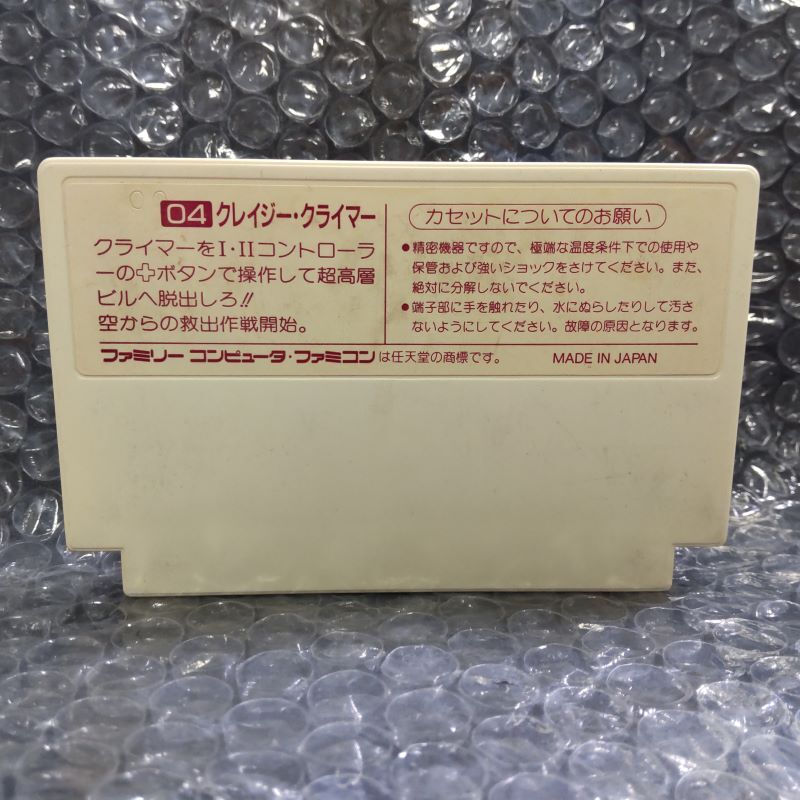 04 クレイジー・クライマー
クライマーをI・IIコントローラ
ーの✚ボタンで操作して超高層
ビルへ脱出しろ!!
空からの救出作戦開始。
カセットについてのお願い
●精密機器ですので、極端な温度条件下での使用や
保管および強いショックをさけてください。また、
絶対に分解しないでください。
●端子部に手を触れたり、水にぬらしたりして汚さ
ないようにしてください。故障の原因となります。
ファミリー コンピュータ・ファミコンは任天堂の商標です。 MADE IN JAPAN